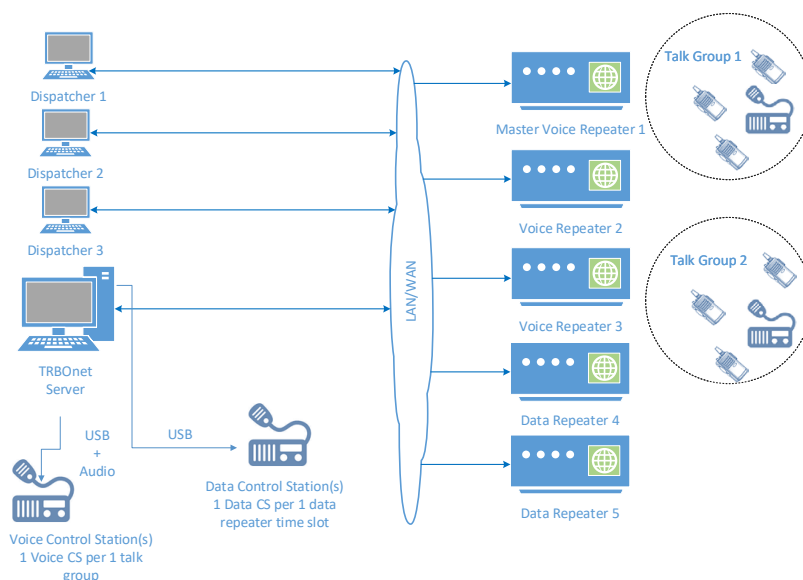 Dispatcher 1
Dispatcher 2
Dispatcher 3
TRBOnet
Server
USB
+
Audio
USB
Voice Control Station(s)
1 Voice CS per 1 talk
group
Data Control Station(s)
1 Data CS per 1 data
repeater time slot
LAN/WAN
Master Voice Repeater 1
Voice Repeater 2
Voice Repeater 3
Data Repeater 4
Data Repeater 5
Talk Group 1
Talk Group 2